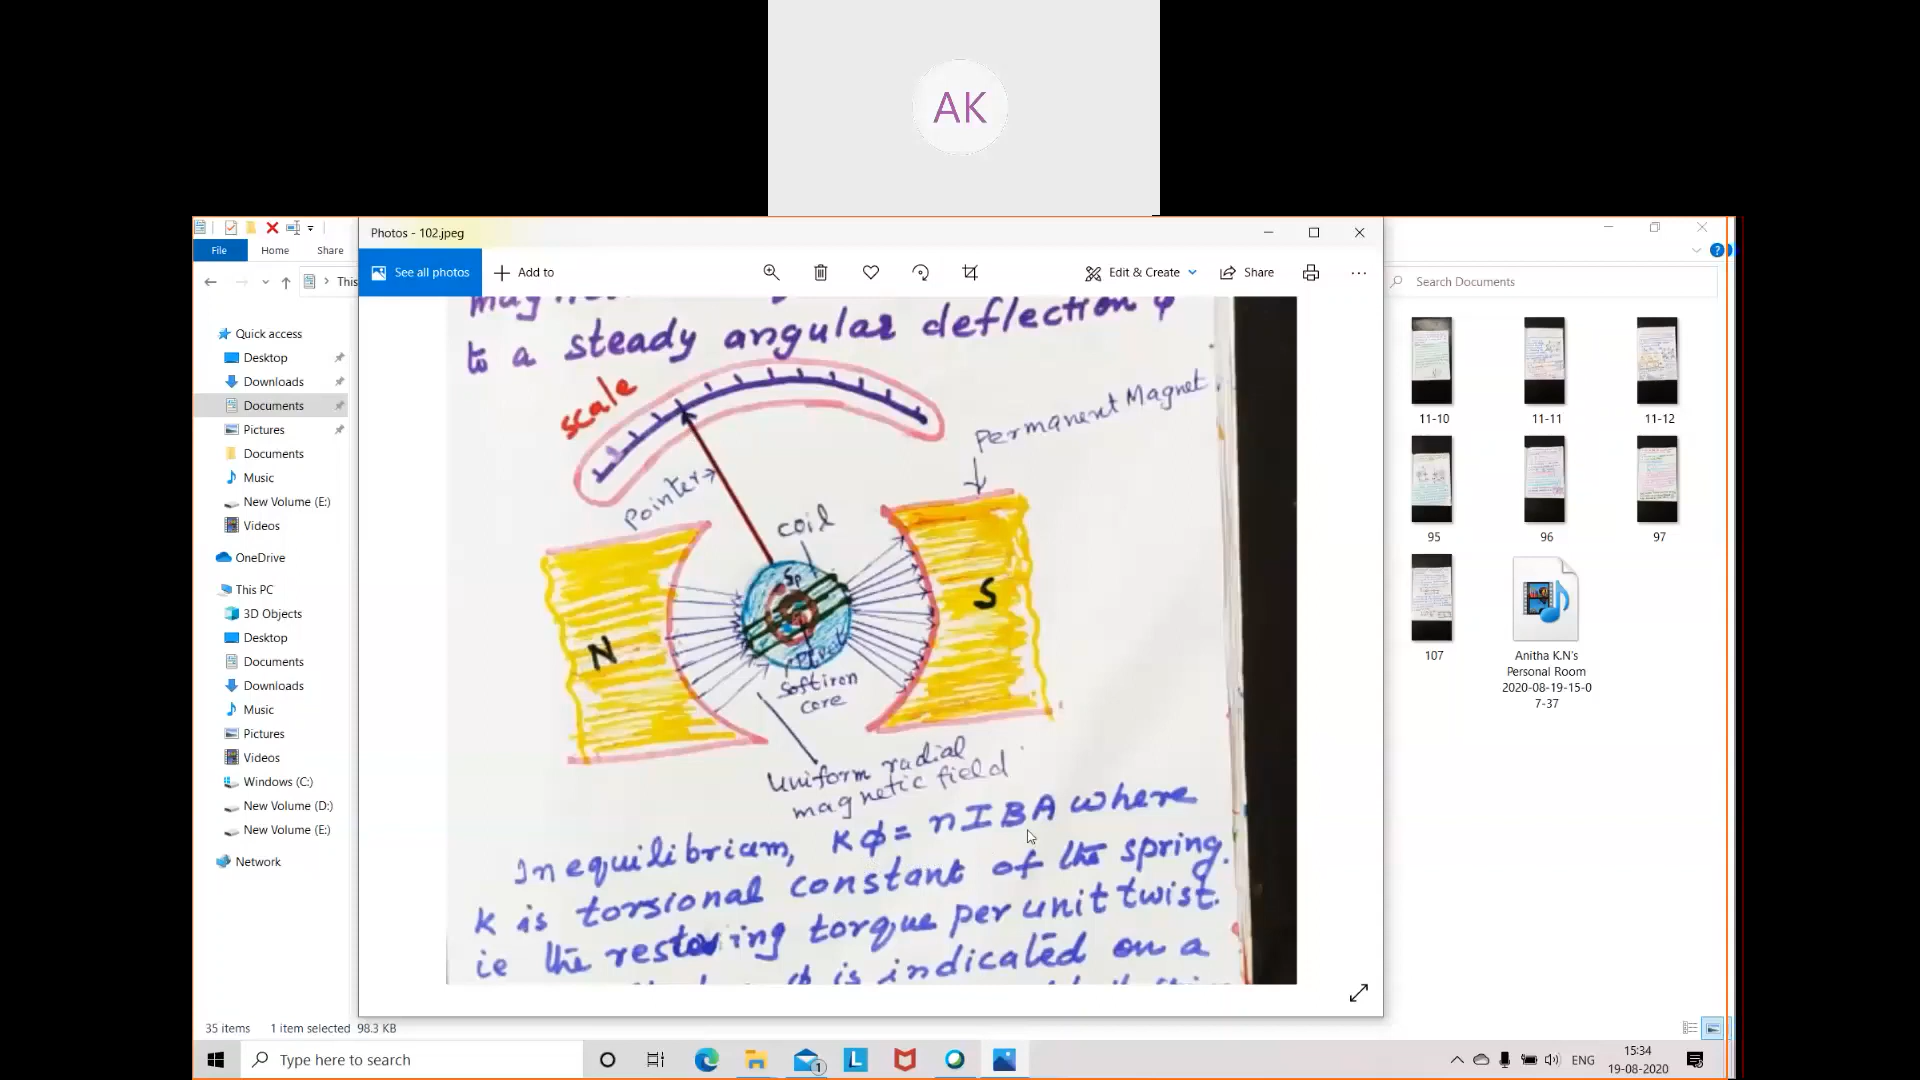 AK
Photos - 102.jpeg
File
Home
Share
See all photos
Add to
Edit & Create
Share
This
Search Documents
Quick access
Desktop
Downloads
Documents
Pictures
Documents
Music
New Volume (E:)
Videos
OneDrive
This PC
3D Objects
Desktop
Documents
Downloads
Music
Pictures
Videos
Windows (C:)
New Volume (D:)
New Volume (E:)
Network
to a steady angular deflection φ
scale
Permanent Magnet
Pointer
coil
Sp
N
S
Pivot
Softiron
core
Uniform radial
magnetic field
In equilibrium, Kφ = nIBA where
K is torsional constant of the spring.
ie the restoring torque per unit twist.
φ is indicated on a
11-10
11-11
11-12
95
96
97
107
Anitha K.N's
Personal Room
2020-08-19-15-0
7-37
35 items
1 item selected
98.3 KB
Type here to search
1
L
ENG
15:34
19-08-2020